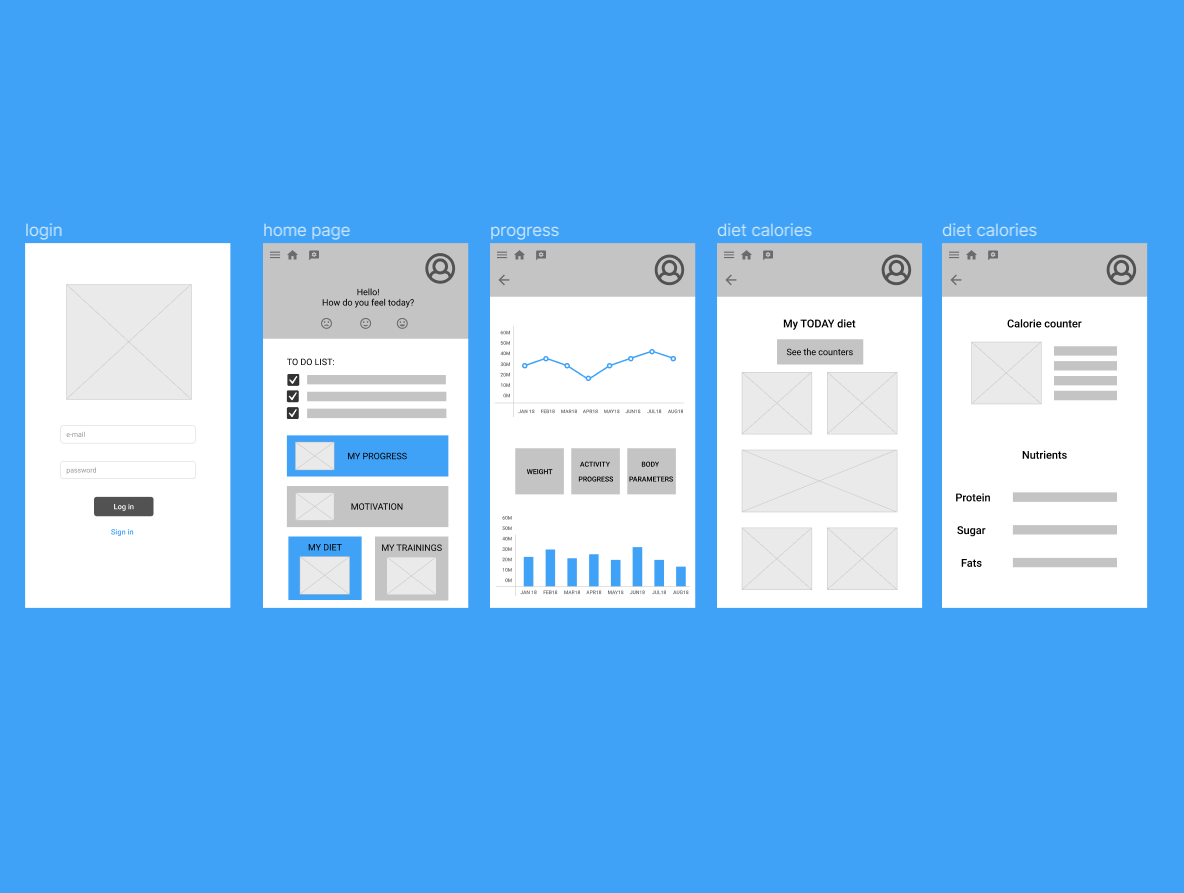 login
e-mail
password
Log in
Sign in
home page
Hello!
How do you feel today?
TO DO LIST:
MY PROGRESS
MOTIVATION
MY DIET
MY TRAININGS
progress
60M
50M
40M
30M
20M
10M
0M
JAN 18 FEB18 MAR18 APR18 MAY18 JUN18 JUL18 AUG18
WEIGHT
ACTIVITY
PROGRESS
BODY
PARAMETERS
60M
50M
40M
30M
20M
10M
0M
JAN 18 FEB18 MAR18 APR18 MAY18 JUN18 JUL18 AUG18
diet calories
My TODAY diet
See the counters
diet calories
Calorie counter
Nutrients
Protein
Sugar
Fats